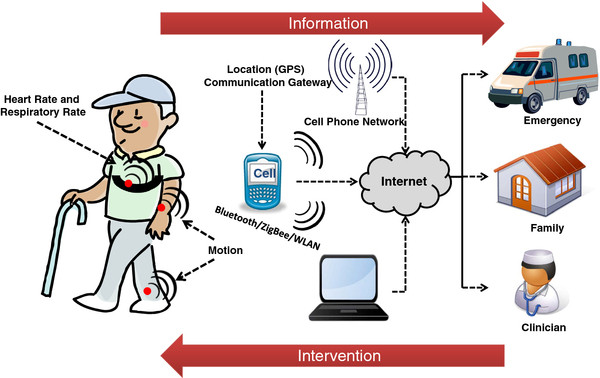 Information
Location (GPS)
Communication Gateway
Heart Rate and
Respiratory Rate
Cell Phone Network
Emergency
Cell
Internet
Bluetooth/ZigBee/WLAN
Motion
Family
Clinician
Intervention